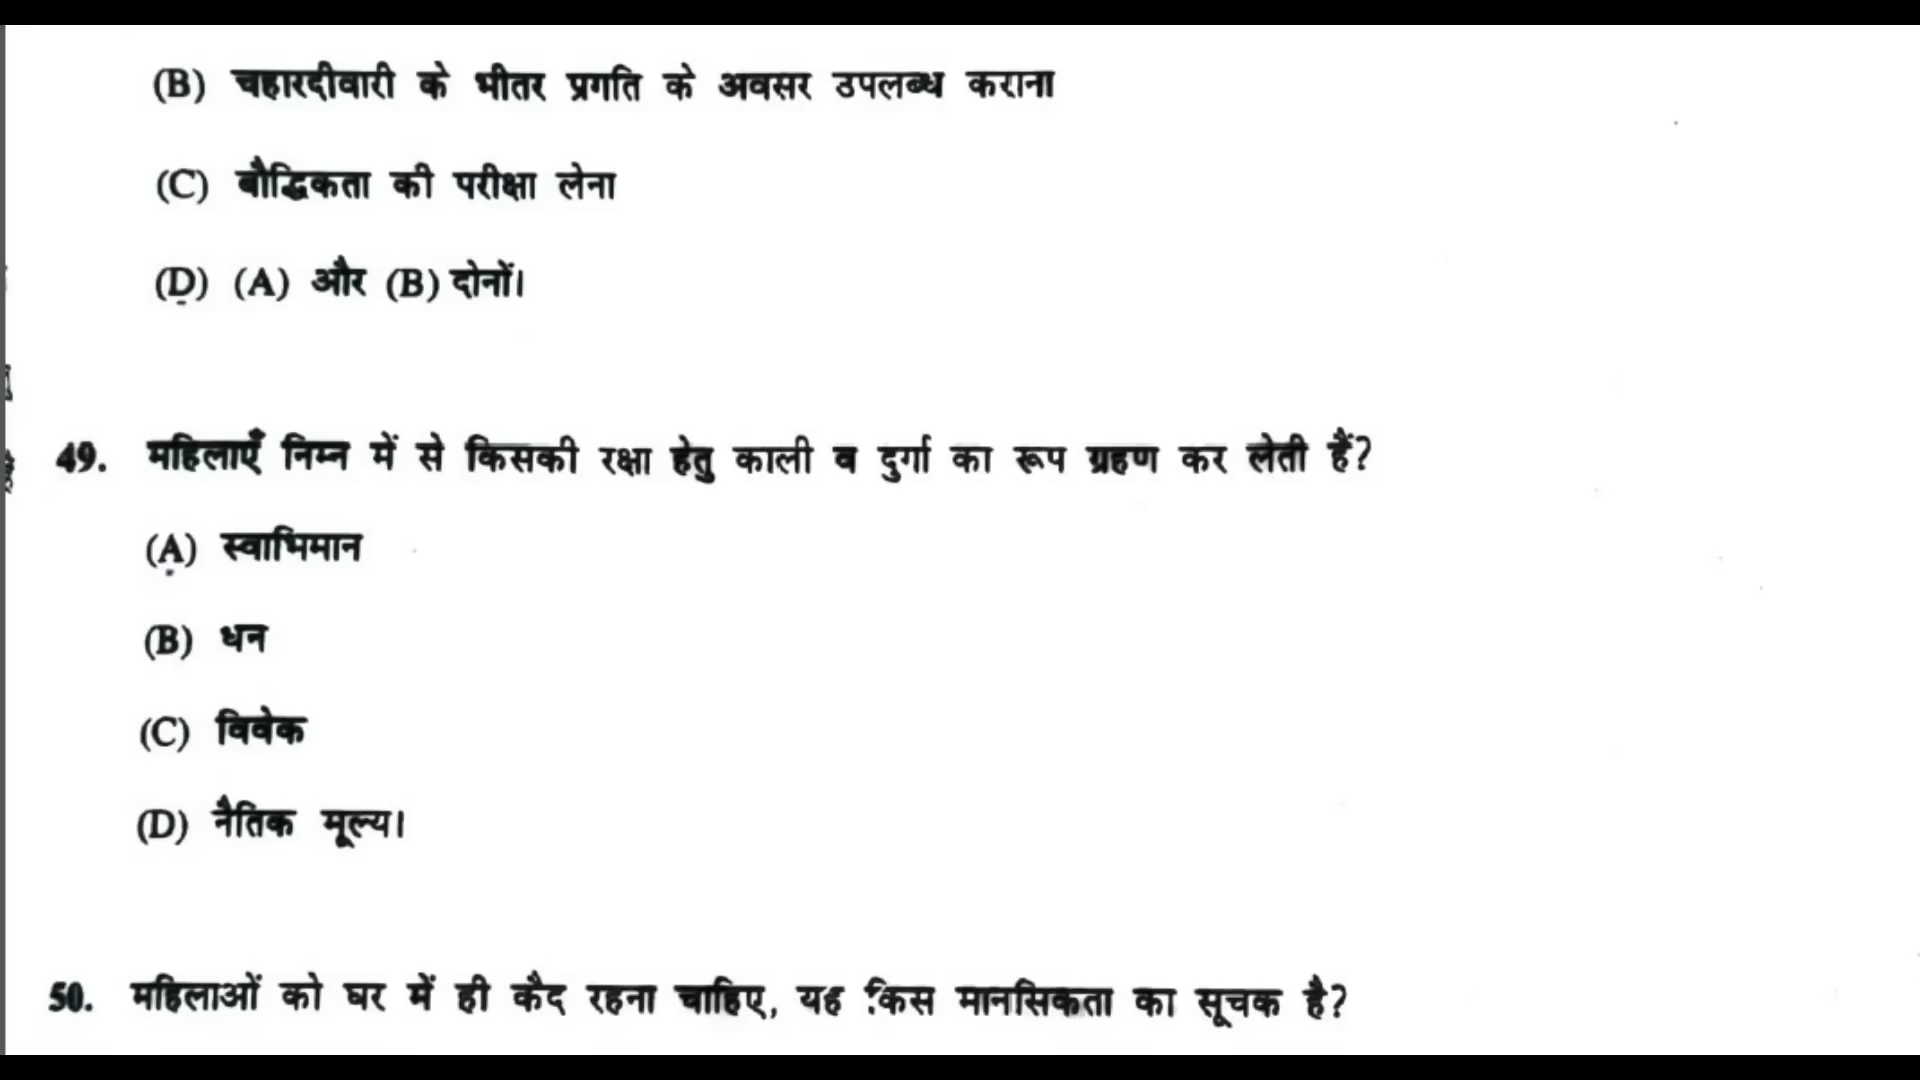 (B) चहारदीवारी के भीतर प्रगति के अवसर उपलब्ध कराना
(C) बौद्धिकता की परीक्षा लेना
(D) (A) और (B) दोनों।
49. महिलाएँ निम्न में से किसकी रक्षा हेतु काली व दुर्गा का रूप ग्रहण कर लेती हैं?
(A) स्वाभिमान
(B) धन
(C) विवेक
(D) नैतिक मूल्य।
50. महिलाओं को घर में ही कैद रहना चाहिए, यह किस मानसिकता का सूचक है?